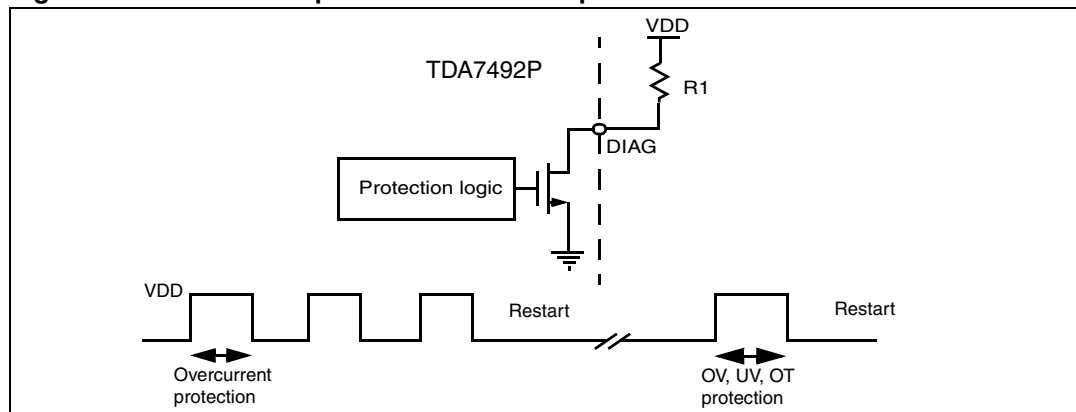 VDD
TDA7492P
R1
DIAG
Protection logic
VDD
Restart
Restart
Overcurrent
protection
OV, UV, OT
protection